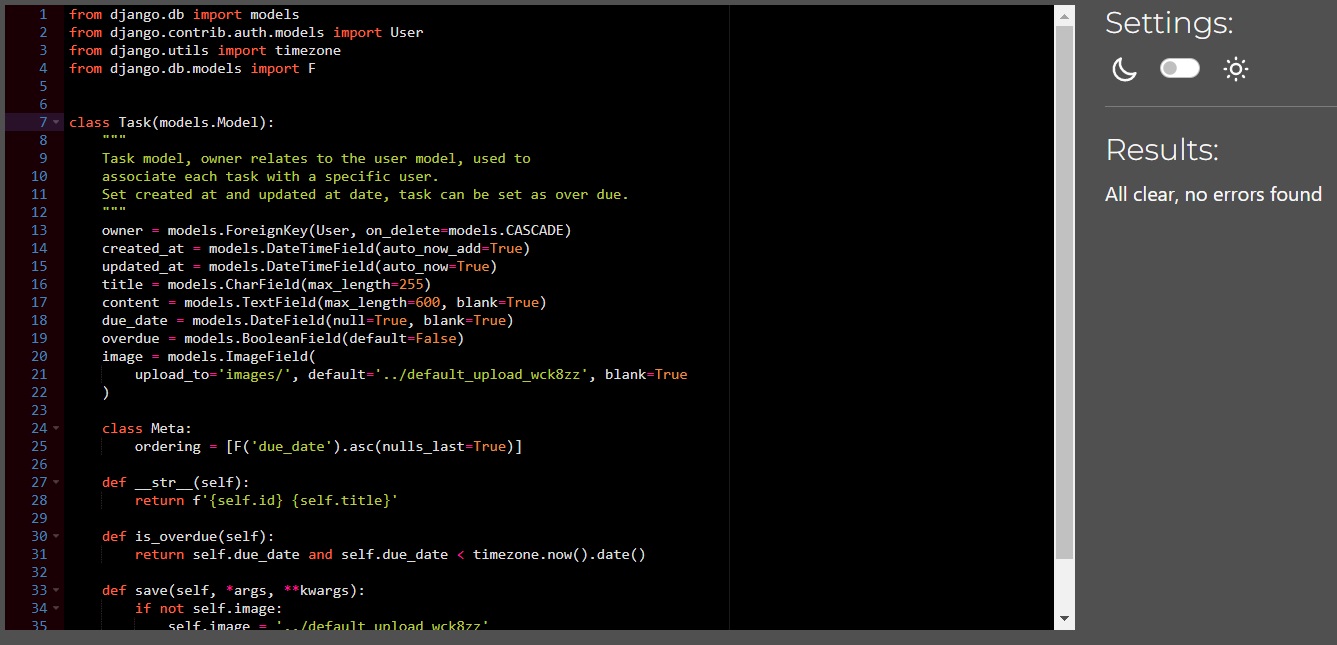 1 from django.db import models
2 from django.contrib.auth.models import User
3 from django.utils import timezone
4 from django.db.models import F
5
6
7 class Task(models.Model):
8     """
9     Task model, owner relates to the user model, used to
10     associate each task with a specific user.
11     Set created at and updated at date, task can be set as over due.
12     """
13     owner = models.ForeignKey(User, on_delete=models.CASCADE)
14     created_at = models.DateTimeField(auto_now_add=True)
15     updated_at = models.DateTimeField(auto_now=True)
16     title = models.CharField(max_length=255)
17     content = models.TextField(max_length=600, blank=True)
18     due_date = models.DateField(null=True, blank=True)
19     overdue = models.BooleanField(default=False)
20     image = models.ImageField(
21         upload_to='images/', default='../default_upload_wck8zz', blank=True
22     )
23
24     class Meta:
25         ordering = [F('due_date').asc(nulls_last=True)]
26
27     def __str__(self):
28         return f'{self.id} {self.title}'
29
30     def is_overdue(self):
31         return self.due_date and self.due_date < timezone.now().date()
32
33     def save(self, *args, **kwargs):
34         if not self.image:
35             self.image = '../default_upload_wck8zz'
Settings:
Results:
All clear, no errors found